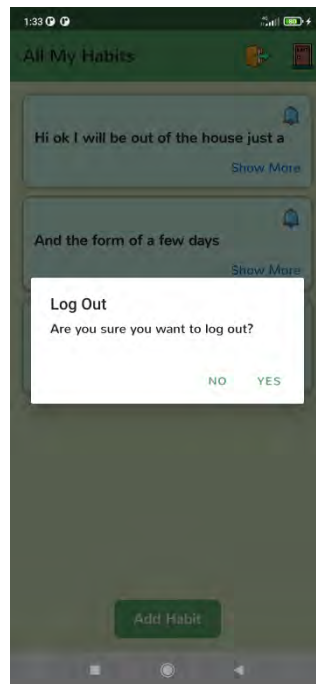 1:33
All My Habits
Hi ok I will be out of the house just a
Show More
And the form of a few days
Show More
Log Out
Are you sure you want to log out?
NO YES
Add Habit